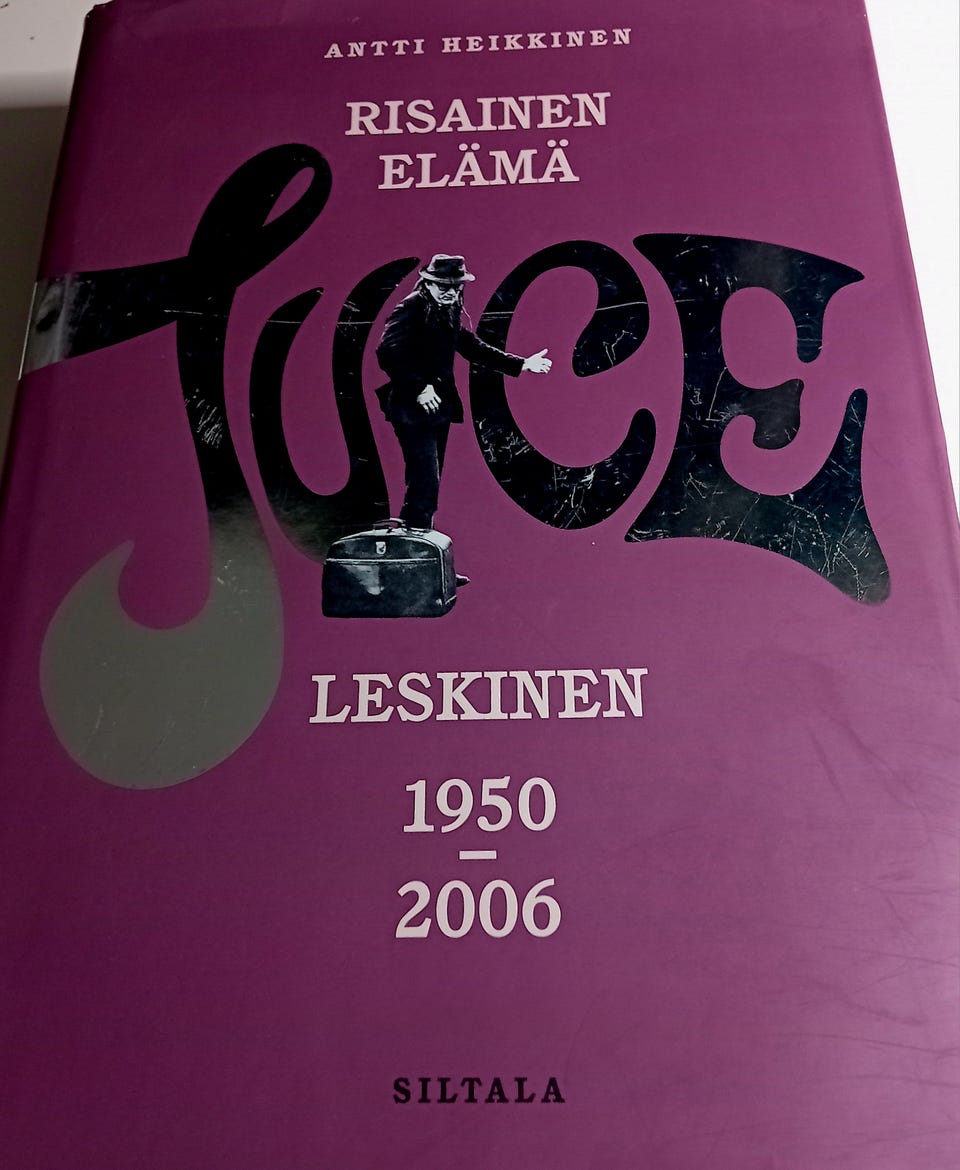 ANTTI HEIKKINEN
RISAINEN
ELÄMÄ
JUICE
LESKINEN
1950
–
2006
SILTALA